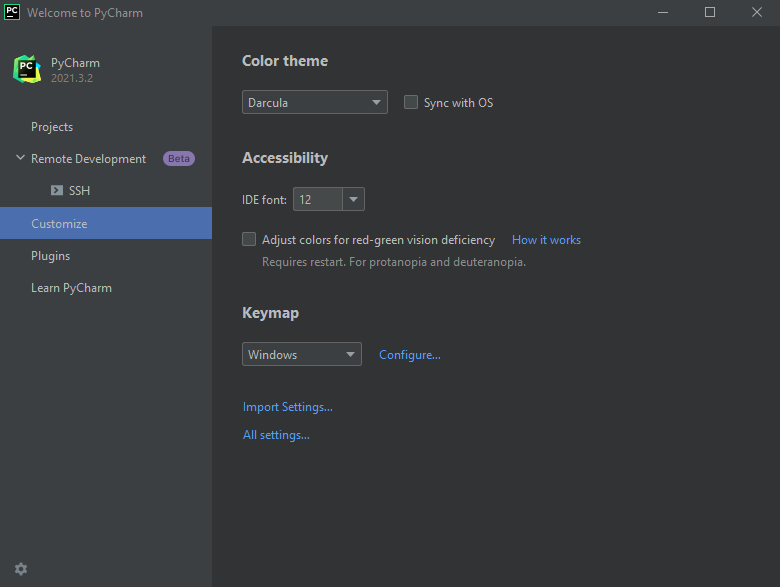 PC Welcome to PyCharm
PC PyCharm
2021.3.2
Projects
Remote Development Beta
SSH
Customize
Plugins
Learn PyCharm
Color theme
Darcula Sync with OS
Accessibility
IDE font: 12
Adjust colors for red-green vision deficiency How it works
Requires restart. For protanopia and deuteranopia.
Keymap
Windows Configure...
Import Settings...
All settings...